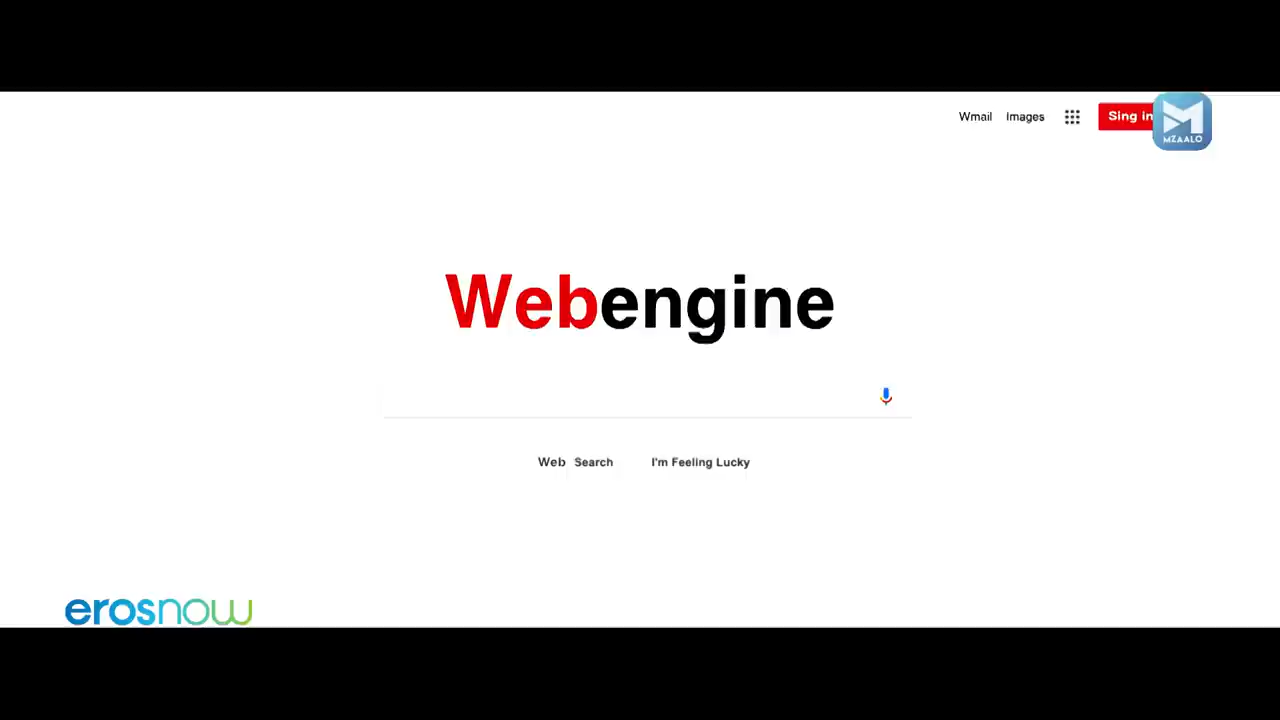 Wmail Images Sing in
MZAALO
Webengine
Web Search I'm Feeling Lucky
erosnow